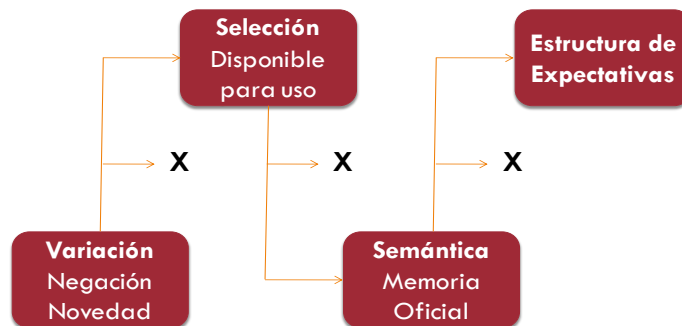 Selección
Disponible
para uso
Estructura de
Expectativas
X
X
X
Variación
Negación
Novedad
Semántica
Memoria
Oficial